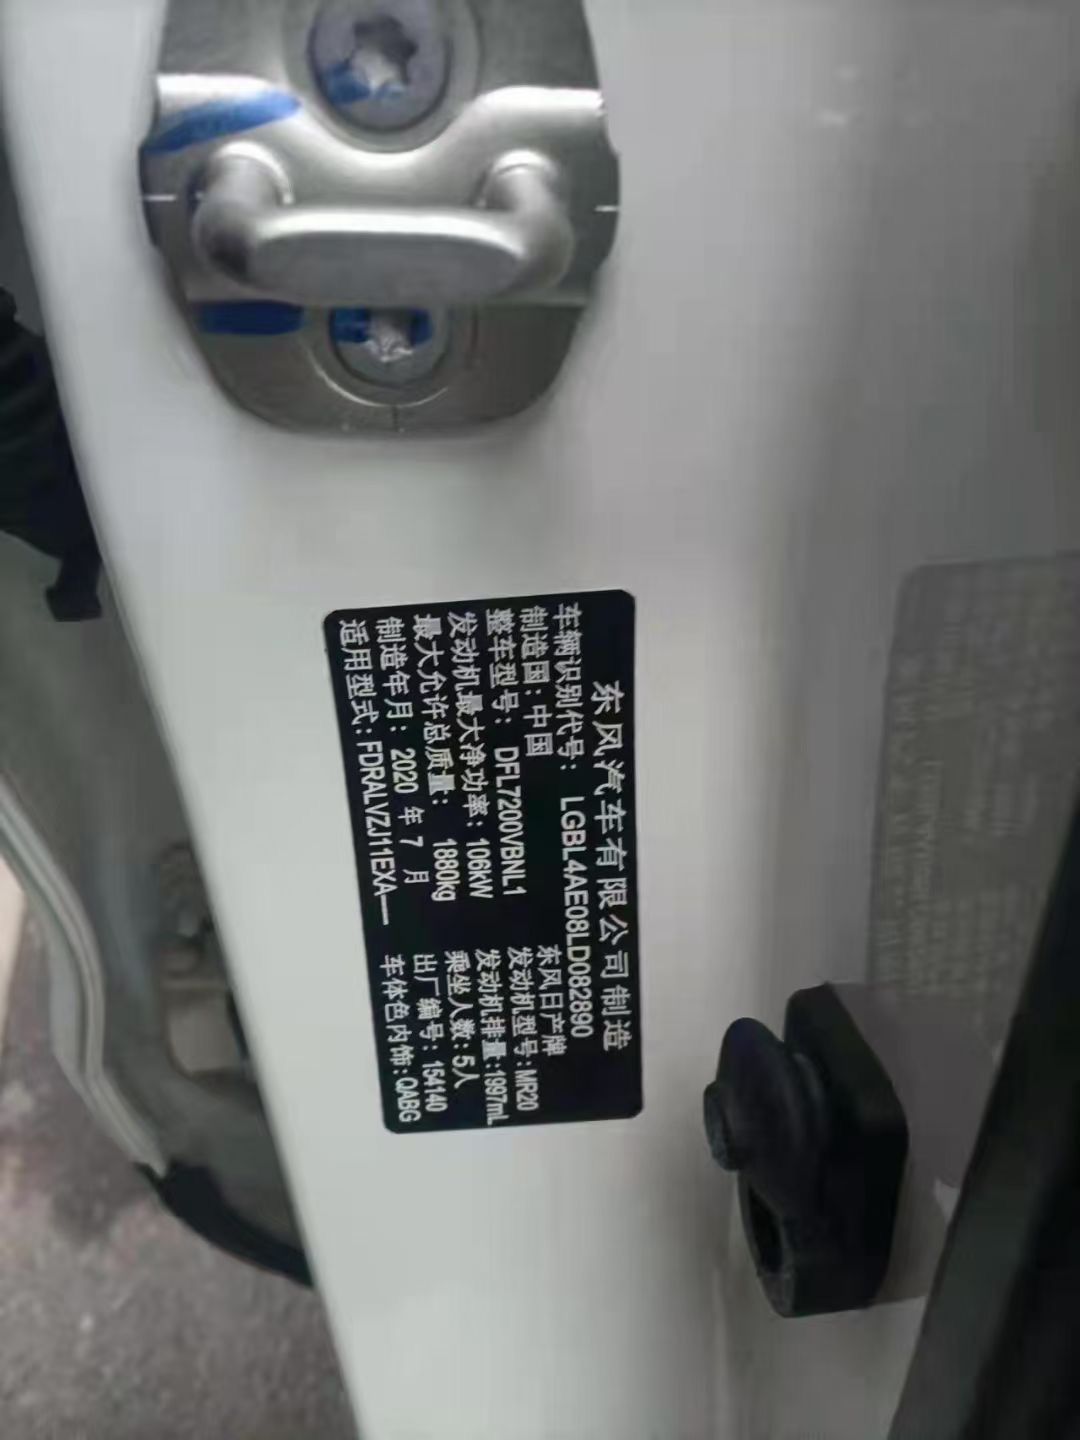 东风汽车有限公司制造
车辆识别代号: LGBL4AE08LD082890
制造国:中国 东风日产牌
整车型号: DFL7200VBNL1 发动机型号:MR20
发动机最大净功率:106kW 发动机排量:1997mL
最大允许总质量: 1880kg 乘坐人数:5人
制造年月: 2020 年 7 月 出厂编号:154140
适用型式:FDRALVZJ11EXA— 车体色内饰:QABG